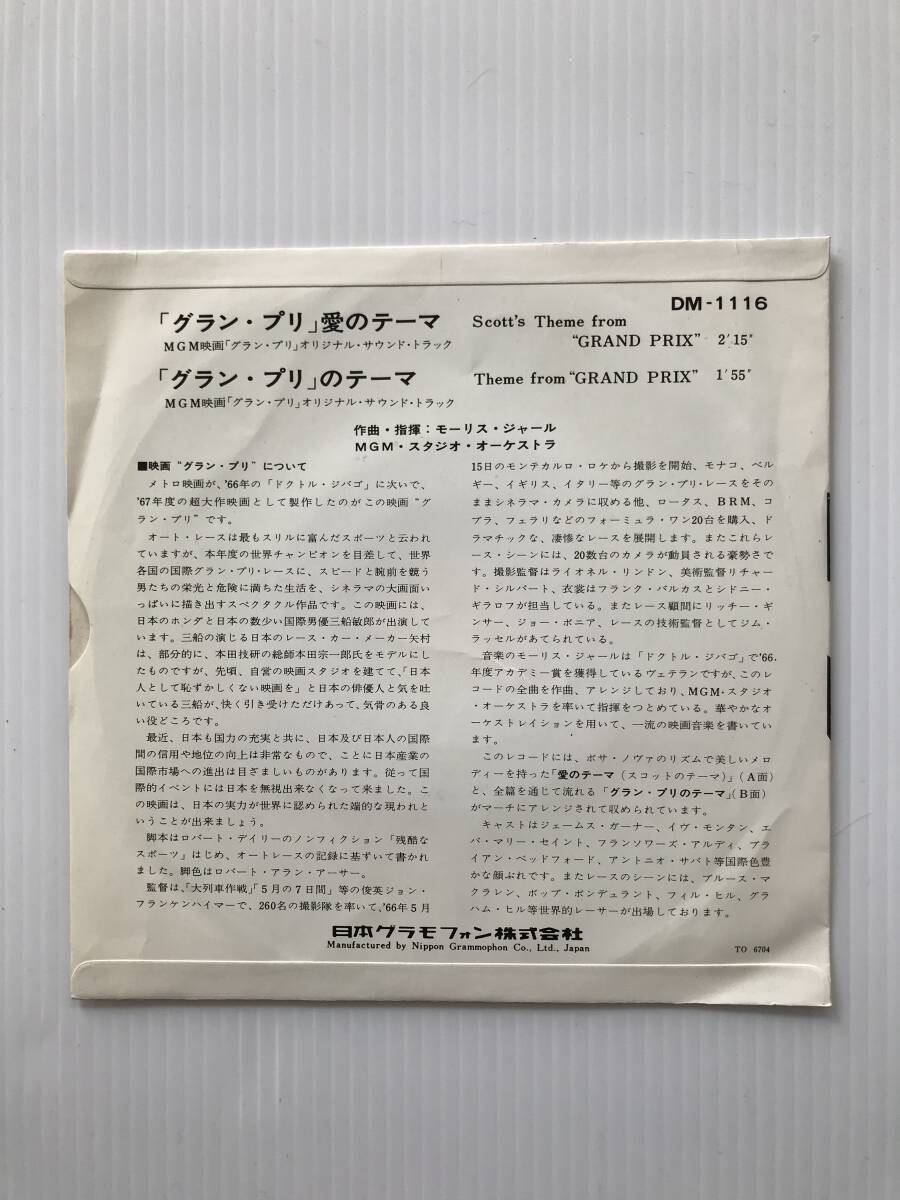 DM-1116
「グラン・プリ」愛のテーマ Scott's Theme from
"GRAND PRIX" 2′15″
MGM映画「グラン・プリ」オリジナル・サウンド・トラック
「グラン・プリ」のテーマ Theme from "GRAND PRIX" 1′55″
MGM映画「グラン・プリ」オリジナル・サウンド・トラック
作曲・指揮：モーリス・ジャール
MGM・スタジオ・オーケストラ
■映画"グラン・プリ"について
メトロ映画が、'66年の「ドクトル・ジバゴ」に次いで、
'67年度の超大作映画として製作したのがこの映画"グ
ラン・プリ"です。
オート・レースは最もスリルに富んだスポーツと云われ
ていますが、本年度の世界チャンピオンを目差して、世界
各国の国際グラン・プリ・レースに、スピードと腕前を競う
男たちの栄光と危険に満ちた生活を、シネラマの大画面い
っぱいに描き出すスペクタクル作品です。この映画には、
日本のホンダと日本の数少い国際男優三船敏郎が出演して
います。三船の演じる日本のレース・カー・メーカー矢村
は、部分的に、本田技研の総師本田宗一郎氏をモデルにし
たものですが、先頃、自営の映画スタジオを建てて、「日本
人として恥ずかしくない映画を」と日本の俳優人と気を吐
いている三船が、快く引き受けただけあって、気骨のある良
い役どころです。
最近、日本も国力の充実と共に、日本及び日本人の国際
間の信用や地位の向上は非常なもので、ことに日本産業の
国際市場への進出は目ざましいものがあります。従って国
際的イベントには日本を無視出来なくなって来ました。こ
の映画は、日本の実力が世界に認められた端的な現われと
いうことが出来ましょう。
脚本はロバート・デイリーのノンフィクション「残酷な
スポーツ」はじめ、オートレースの記録に基ずいて書かれ
ました。脚色はロバート・アラン・アーサー。
監督は、「大列車作戦」「5月の7日間」等の俊英ジョン・
フランケンハイマーで、260名の撮影隊を率いて、'66年5月
15日のモンテカルロ・ロケから撮影を開始、モナコ、ベル
ギー、イギリス、イタリー等のグラン・プリ・レースをその
ままシネラマ・カメラに収める他、ロータス、BRM、コ
ブラ、フェラリなどのフォーミュラ・ワン20台を購入、ド
ラマチックな、凄惨なレースを展開します。またこれらレ
ース・シーンには、20数台のカメラが動員される豪勢さで
す。撮影監督はライオネル・リンドン、美術監督リチャー
ド・シルバート、衣裳はフランク・バルカスとシドニー・
ギラロフが担当している。またレース顧問にリッチー・ギ
ンサー、ジョー・ボニア、レースの技術監督としてジム・
ラッセルがあてられている。
音楽のモーリス・ジャールは「ドクトル・ジバゴ」で'66.
年度アカデミー賞を獲得しているヴェテランですが、このレ
コードの全曲を作曲、アレンジしており、MGM・スタジオ
・オーケストラを率いて指揮をつとめている。華やかなオ
ーケストレイションを用いて、一流の映画音楽を書いてい
ます。
このレコードには、ボサ・ノヴァのリズムで美しいメロ
ディーを持った「愛のテーマ（スコットのテーマ）」（A面）
と、全篇を通じて流れる「グラン・プリのテーマ」（B面）
がマーチにアレンジされて収められています。
キャストはジェームス・ガーナー、イヴ・モンタン、エ
バ・マリー・セイント、フランソワーズ・アルディ、ブラ
イアン・ベッドフォード、アントニオ・サバト等国際色豊
かな顔ぶれです。またレースのシーンには、ブルース・マ
クラレン、ボッブ・ボンデュラント、フィル・ヒル、グラ
ハム・ヒル等世界的レーサーが出場しております。
日本グラモフォン株式会社
Manufactured by Nippon Grammophon Co., Ltd., Japan
TO 6704